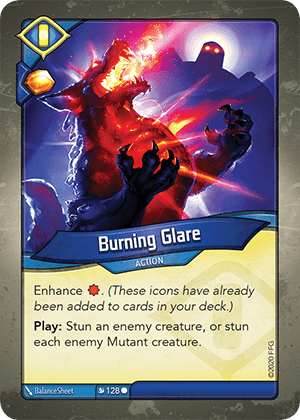 Burning Glare
ACTION
Enhance . (These icons have already
been added to cards in your deck.)
Play: Stun an enemy creature, or stun
each enemy Mutant creature.
BalanceSheet
128
©2020 FFG